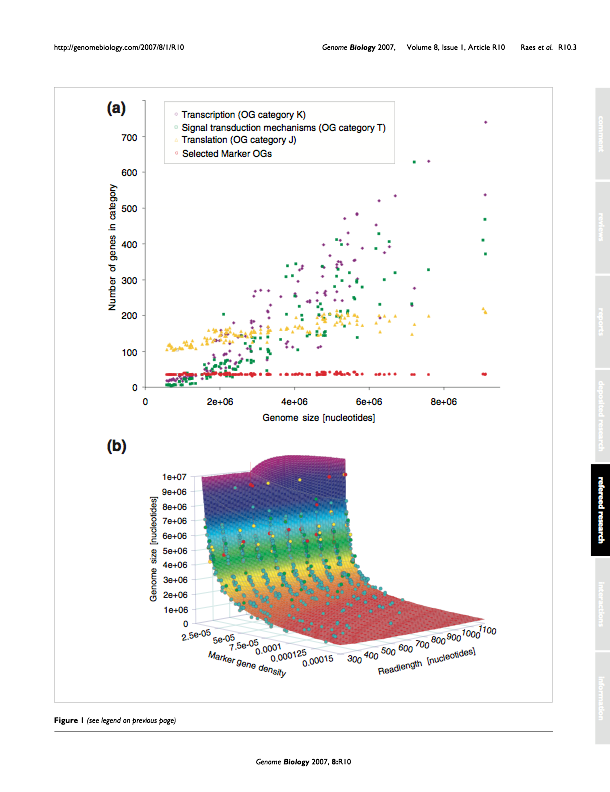 http://genomebiology.com/2007/8/1/R10
Genome Biology 2007, Volume 8, Issue 1, Article R10 Raes et al. R10.3
(a)
Transcription (OG category K)
Signal transduction mechanisms (OG category T)
Translation (OG category J)
Selected Marker OGs
Number of genes in category
700
600
500
400
300
200
100
0
0 2e+06 4e+06 6e+06 8e+06
Genome size [nucleotides]
(b)
Genome size [nucleotides]
1e+07
9e+06
8e+06
7e+06
6e+06
5e+06
4e+06
3e+06
2e+06
1e+06
0
2.5e-05 5e-05 7.5e-05 0.0001 0.000125 0.00015
Marker gene density
300 400 500 600 700 800 900 1000 1100
Readlength [nucleotides]
Figure 1 (see legend on previous page)
Genome Biology 2007, 8:R10
comment
reviews
reports
deposited research
refereed research
interactions
information